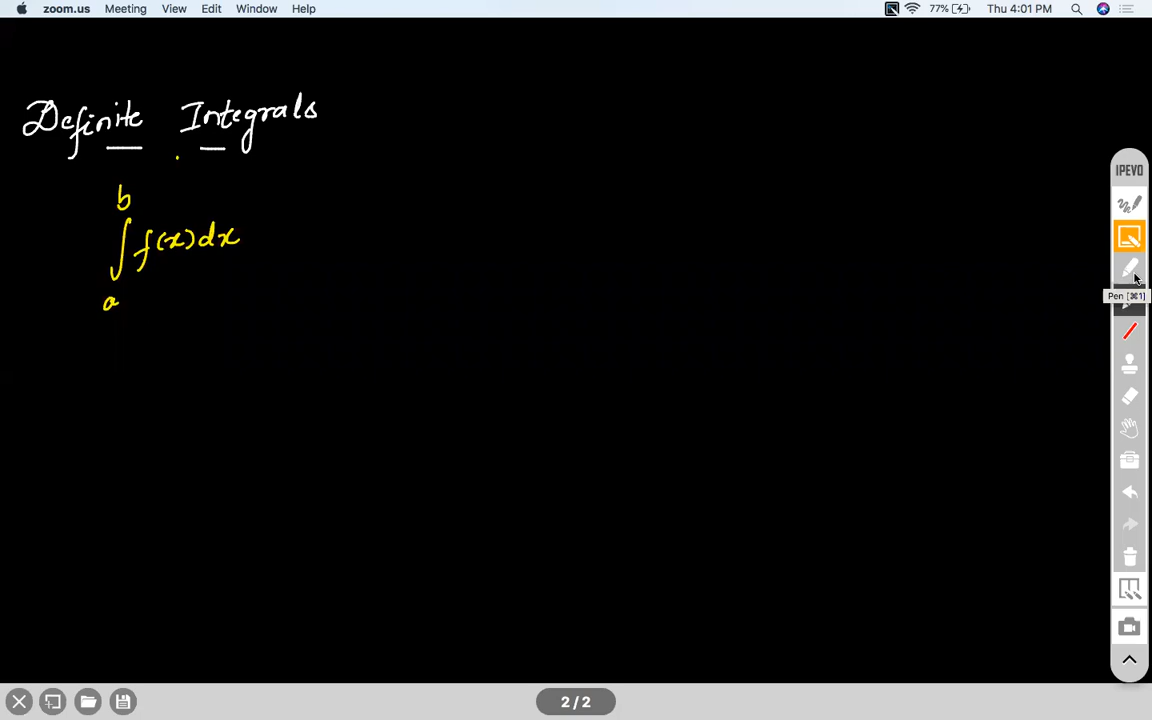 zoom.us Meeting View Edit Window Help 77% Thu 4:01 PM
Definite Integrals
b
∫ f(x) dx
a
IPEVO
Pen [⌘1]
2 / 2